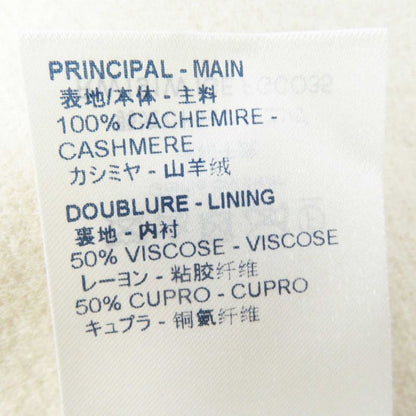 PRINCIPAL - MAIN
表地/本体 - 主料
100% CACHEMIRE -
CASHMERE
カシミヤ - 山羊绒
DOUBLURE - LINING
裏地 - 内衬
50% VISCOSE - VISCOSE
レーヨン - 粘胶纤维
50% CUPRO - CUPRO
キュプラ - 铜氨纤维